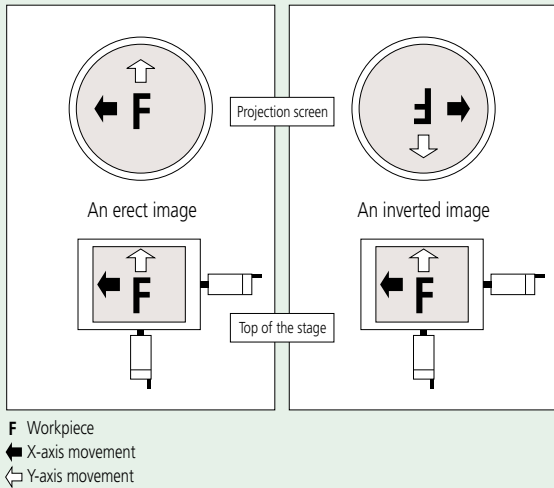 F
F
Projection screen
An erect image
An inverted image
F
F
Top of the stage
F Workpiece
X-axis movement
Y-axis movement